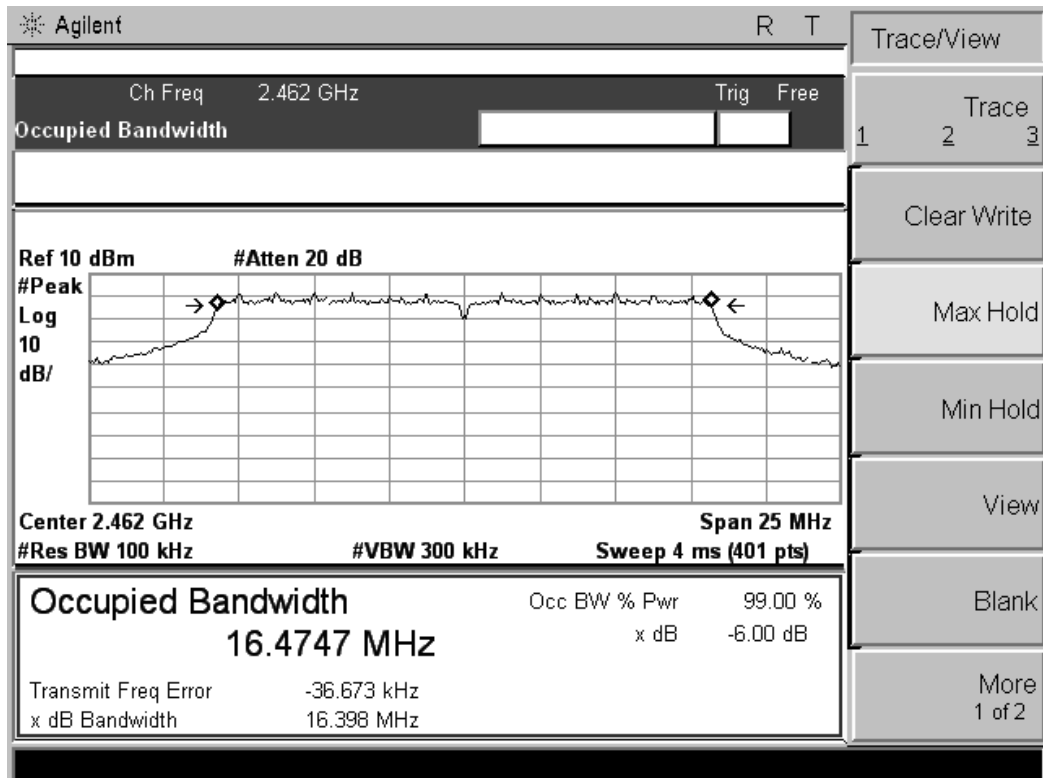 Agilent R T
Ch Freq 2.462 GHz Trig Free
Occupied Bandwidth
Ref 10 dBm #Atten 20 dB
#Peak
Log
10
dB/
Center 2.462 GHz Span 25 MHz
#Res BW 100 kHz #VBW 300 kHz Sweep 4 ms (401 pts)
Occupied Bandwidth Occ BW % Pwr 99.00 %
16.4747 MHz x dB -6.00 dB
Transmit Freq Error -36.673 kHz
x dB Bandwidth 16.398 MHz
Trace/View
Trace
1 2 3
Clear Write
Max Hold
Min Hold
View
Blank
More
1 of 2